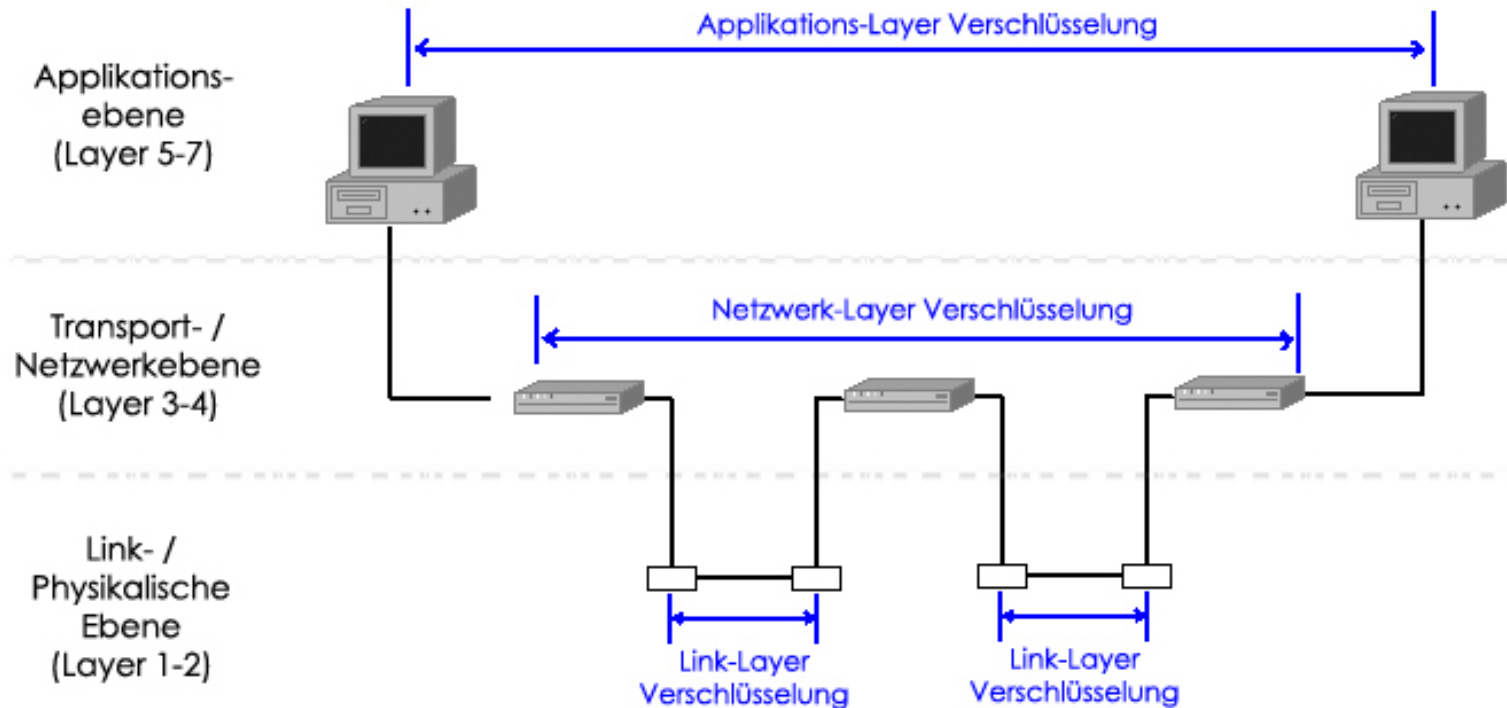 Applikations-Layer Verschlüsselung
Applikations-
ebene
(Layer 5-7)
Netzwerk-Layer Verschlüsselung
Transport- /
Netzwerkebene
(Layer 3-4)
Link- /
Physikalische
Ebene
(Layer 1-2)
Link-Layer
Verschlüsselung
Link-Layer
Verschlüsselung